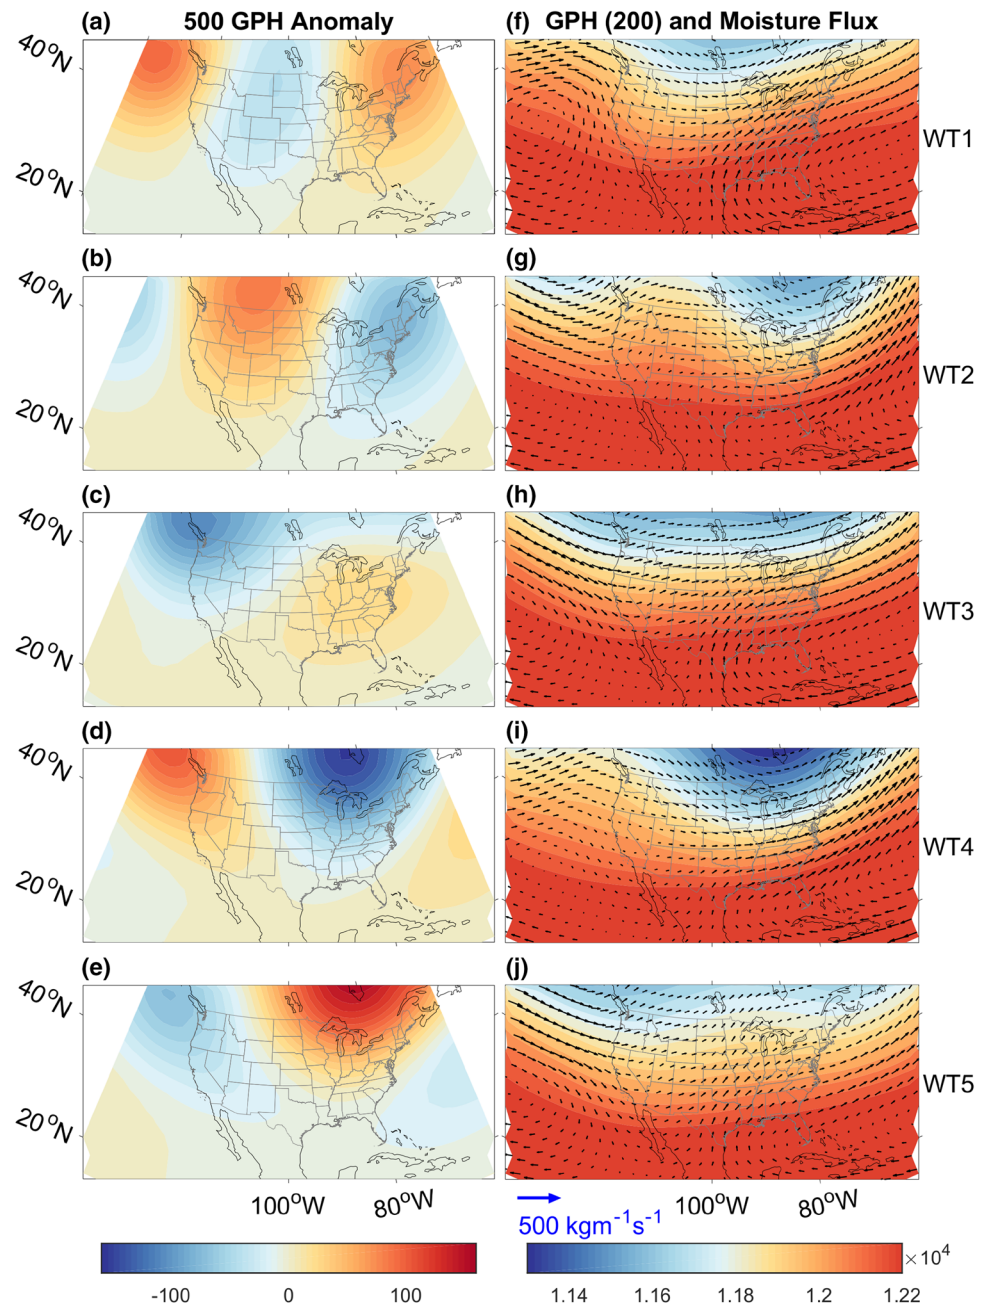 (a) 500 GPH Anomaly
(f) GPH (200) and Moisture Flux
40°N
20°N
WT1
(b)
(g)
40°N
20°N
WT2
(c)
(h)
40°N
20°N
WT3
(d)
(i)
40°N
20°N
WT4
(e)
(j)
40°N
20°N
WT5
100°W 80°W
100°W 80°W
500 kgm⁻¹s⁻¹
×10⁴
-100 0 100
1.14 1.16 1.18 1.2 1.22